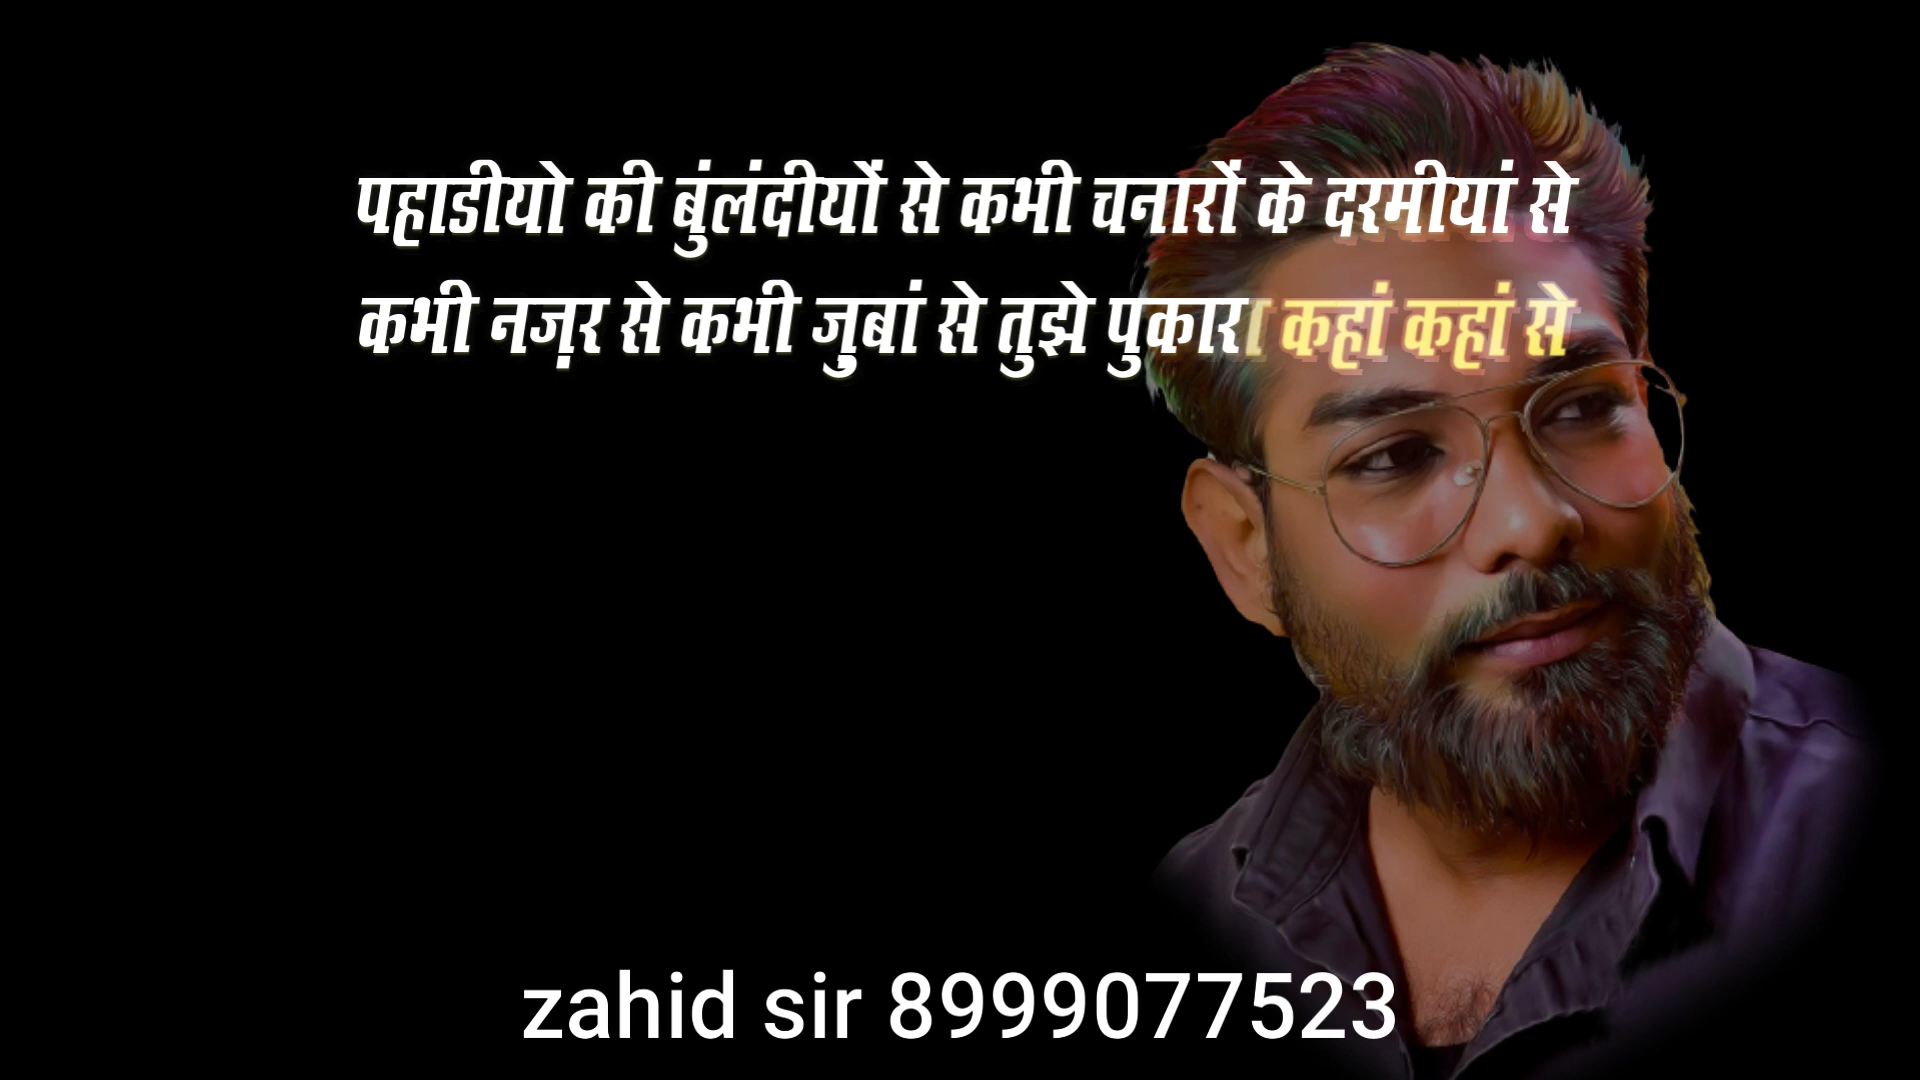 पहाडीयो की बुंलंदीयों से कभी चनारों के दरमीयां से
कभी नज़र से कभी जुबां से तुझे पुकारा कहां कहां से
zahid sir 8999077523